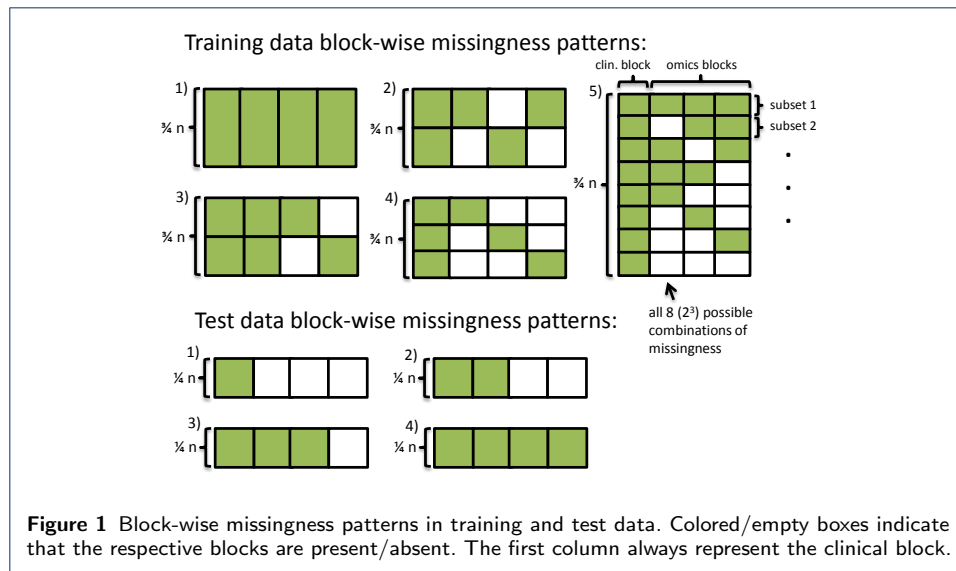 Training data block-wise missingness patterns:
clin. block omics blocks
1)
¾ n
2)
¾ n
5)
¾ n
subset 1
subset 2
.
.
.
3)
¾ n
4)
¾ n
all 8 (2³) possible
combinations of
missingness
Test data block-wise missingness patterns:
1)
¼ n
2)
¼ n
3)
¼ n
4)
¼ n
Figure 1 Block-wise missingness patterns in training and test data. Colored/empty boxes indicate
that the respective blocks are present/absent. The first column always represent the clinical block.